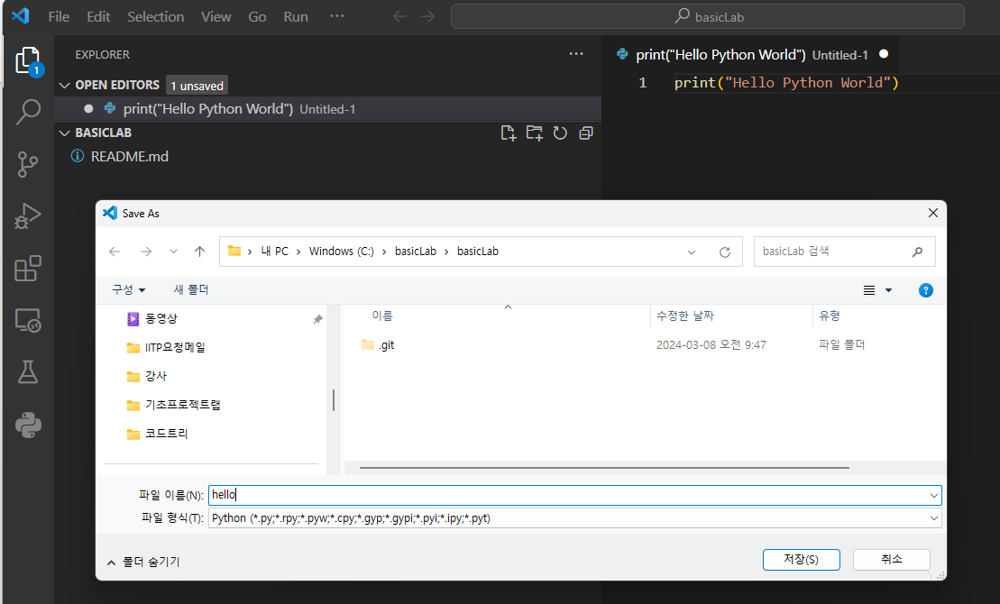 File Edit Selection View Go Run ··· basicLab
EXPLORER ···
OPEN EDITORS 1 unsaved
print("Hello Python World") Untitled-1
BASICLAB
README.md
print("Hello Python World") Untitled-1
1 print("Hello Python World")
1
Save As
내 PC > Windows (C:) > basicLab > basicLab
basicLab 검색
구성 새 폴더
동영상
IITP요청메일
강사
기초프로젝트랩
코드트리
이름 수정한 날짜 유형
.git 2024-03-08 오전 9:47 파일 폴더
파일 이름(N): hello
파일 형식(T): Python (*.py;*.rpy;*.pyw;*.cpy;*.gyp;*.gypi;*.pyi;*.ipy;*.pyt)
폴더 숨기기
저장(S) 취소